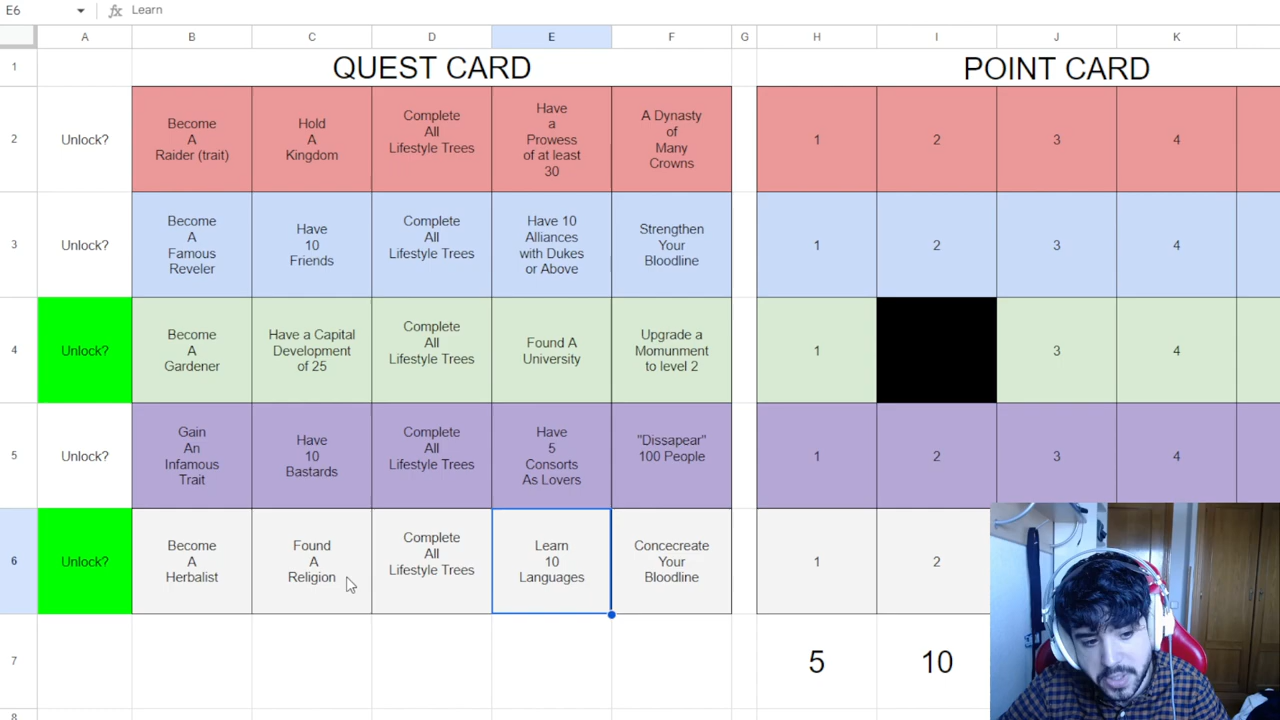 E6
fx Learn
A B C D E F G H I J K
1 QUEST CARD POINT CARD
2
Unlock?
Become
A
Raider (trait)
Hold
A
Kingdom
Complete
All
Lifestyle Trees
Have
a
Prowess
of at least
30
A Dynasty
of
Many
Crowns
1 2 3 4
3
Unlock?
Become
A
Famous
Reveler
Have
10
Friends
Complete
All
Lifestyle Trees
Have 10
Alliances
with Dukes
or Above
Strengthen
Your
Bloodline
1 2 3 4
4
Unlock?
Become
A
Gardener
Have a Capital
Development
of 25
Complete
All
Lifestyle Trees
Found A
University
Upgrade a
Momunment
to level 2
1 3 4
5
Unlock?
Gain
An
Infamous
Trait
Have
10
Bastards
Complete
All
Lifestyle Trees
Have
5
Consorts
As Lovers
"Dissapear"
100 People
1 2 3 4
6
Unlock?
Become
A
Herbalist
Found
A
Religion
Complete
All
Lifestyle Trees
Learn
10
Languages
Concecreate
Your
Bloodline
1 2
7
5 10
8